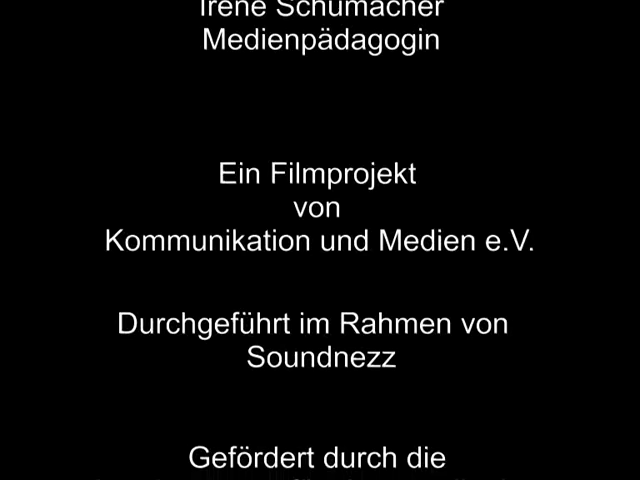 Irene Schumacher
Medienpädagogin
Ein Filmprojekt
von
Kommunikation und Medien e.V.
Durchgeführt im Rahmen von
Soundnezz
Gefördert durch die